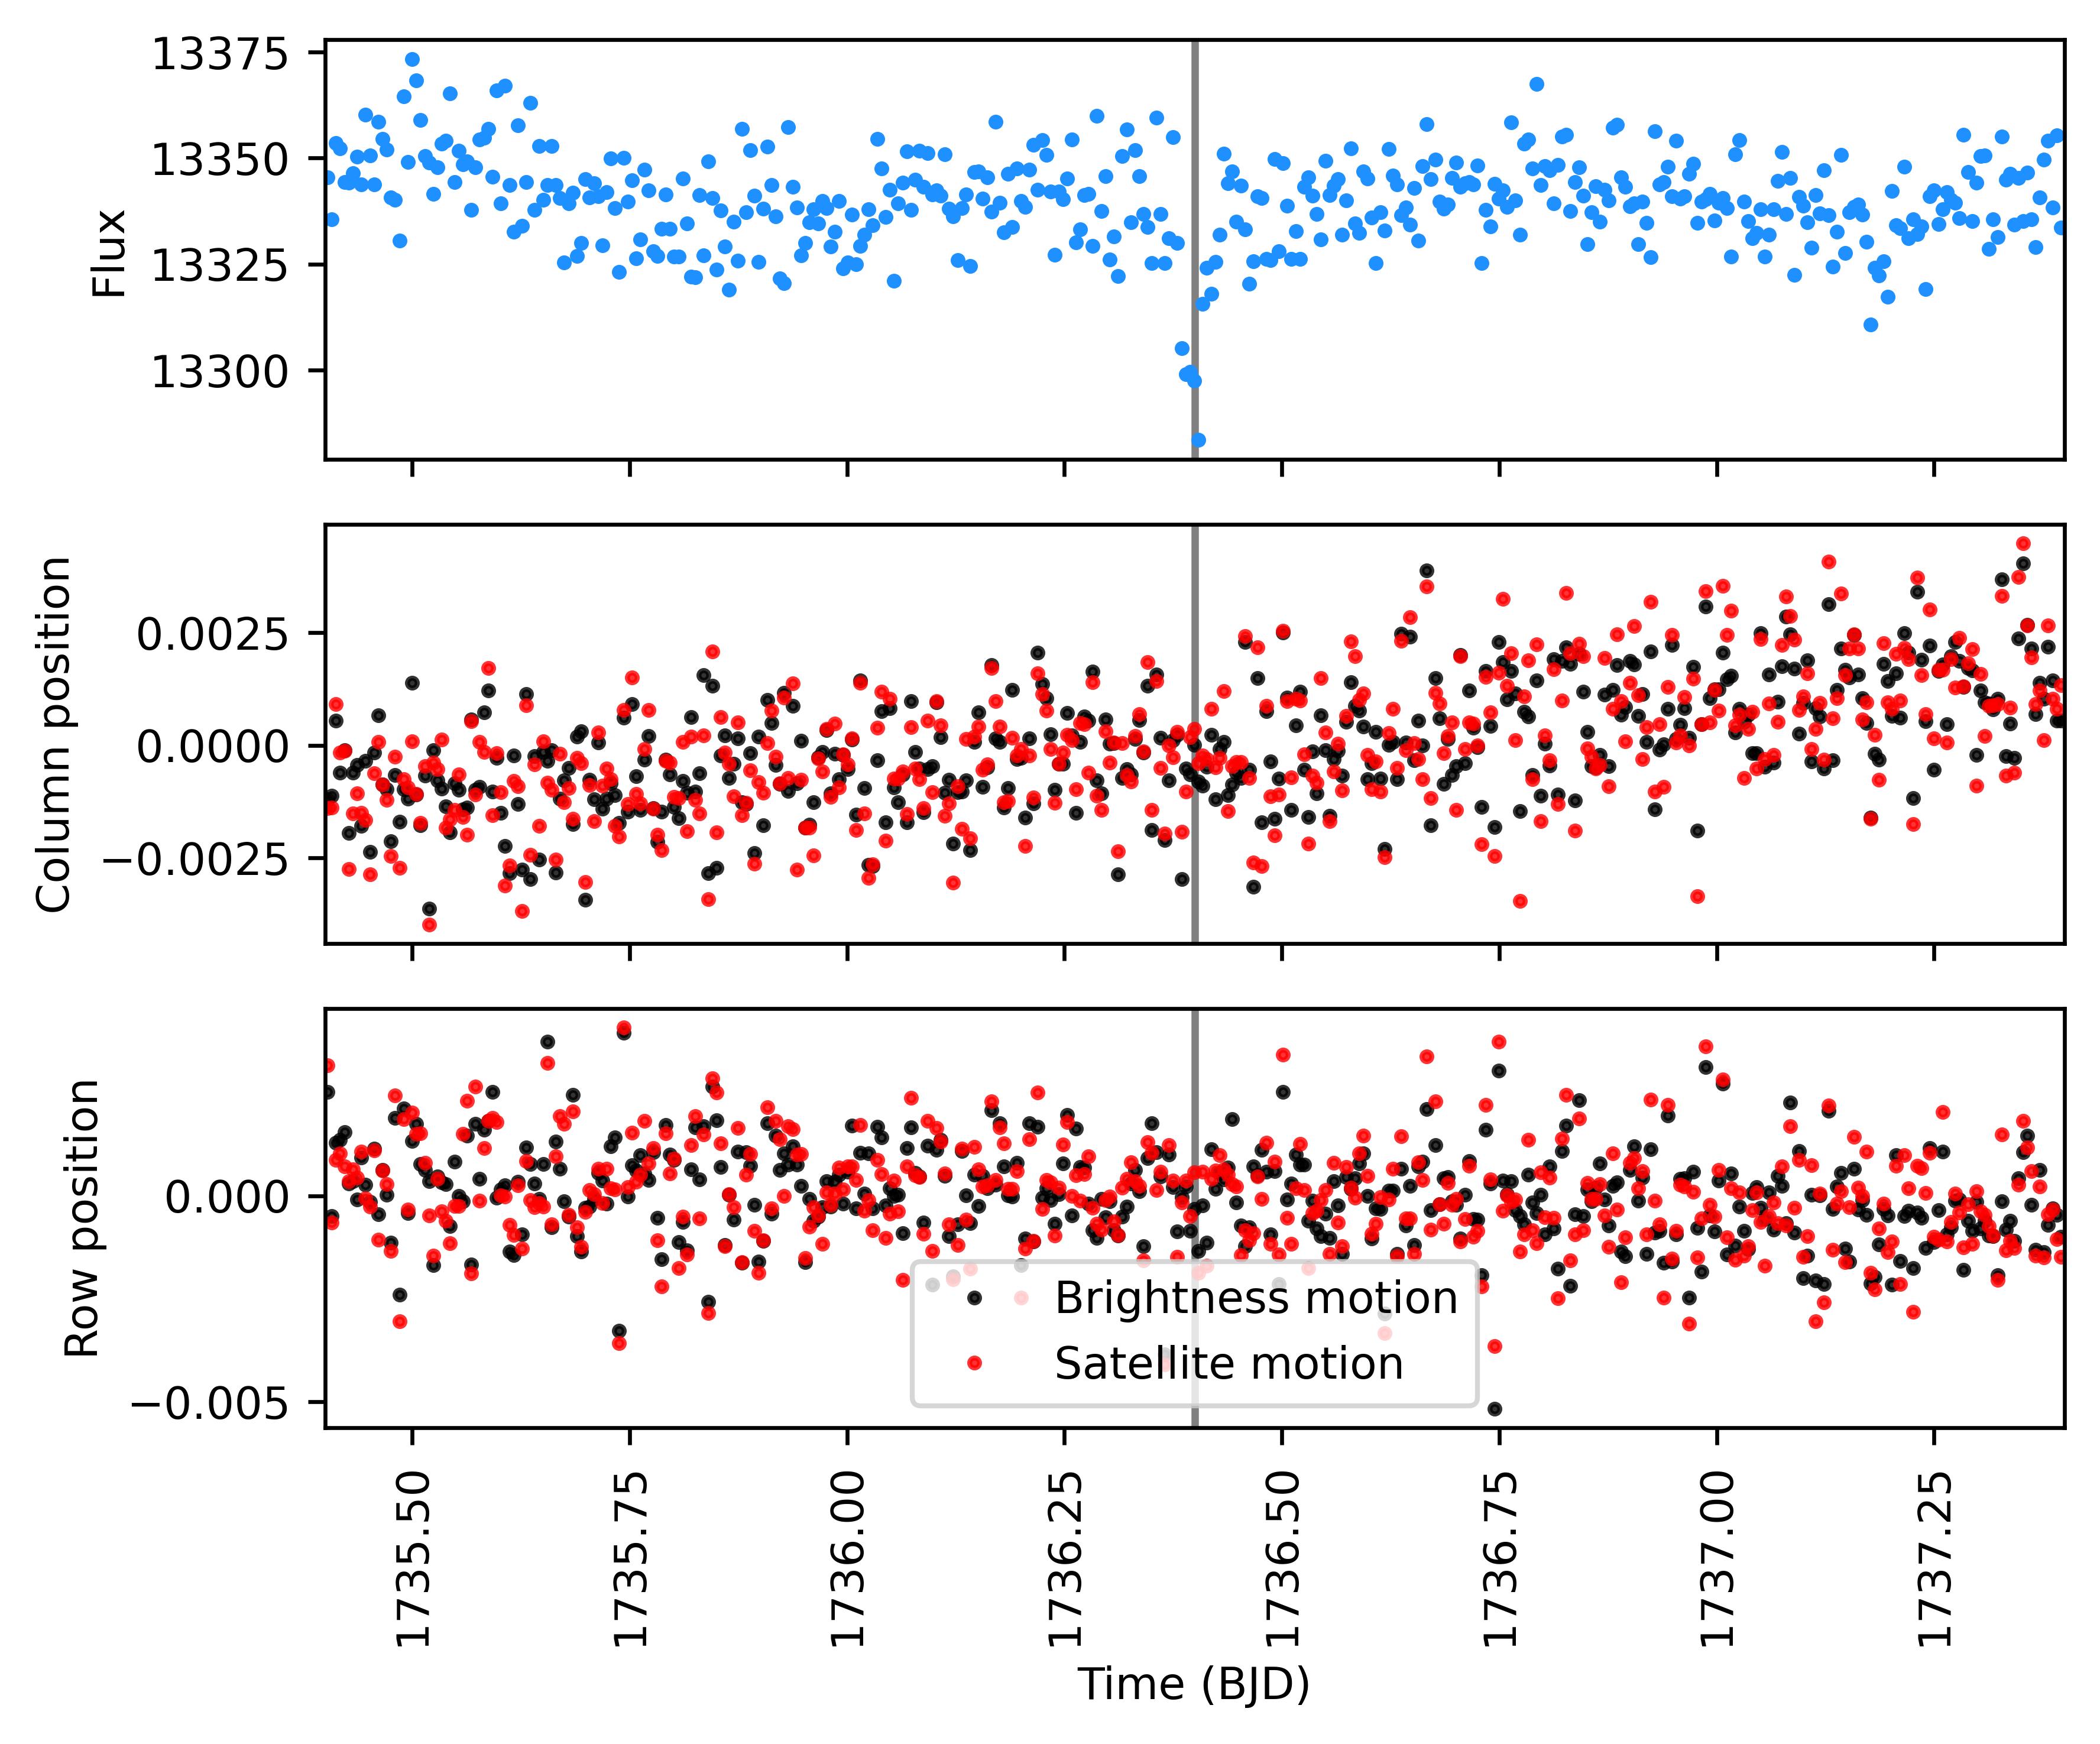 Flux
13375
13350
13325
13300
Column position
0.0025
0.0000
−0.0025
Row position
0.000
−0.005
Brightness motion
Satellite motion
1735.50
1735.75
1736.00
1736.25
1736.50
1736.75
1737.00
1737.25
Time (BJD)